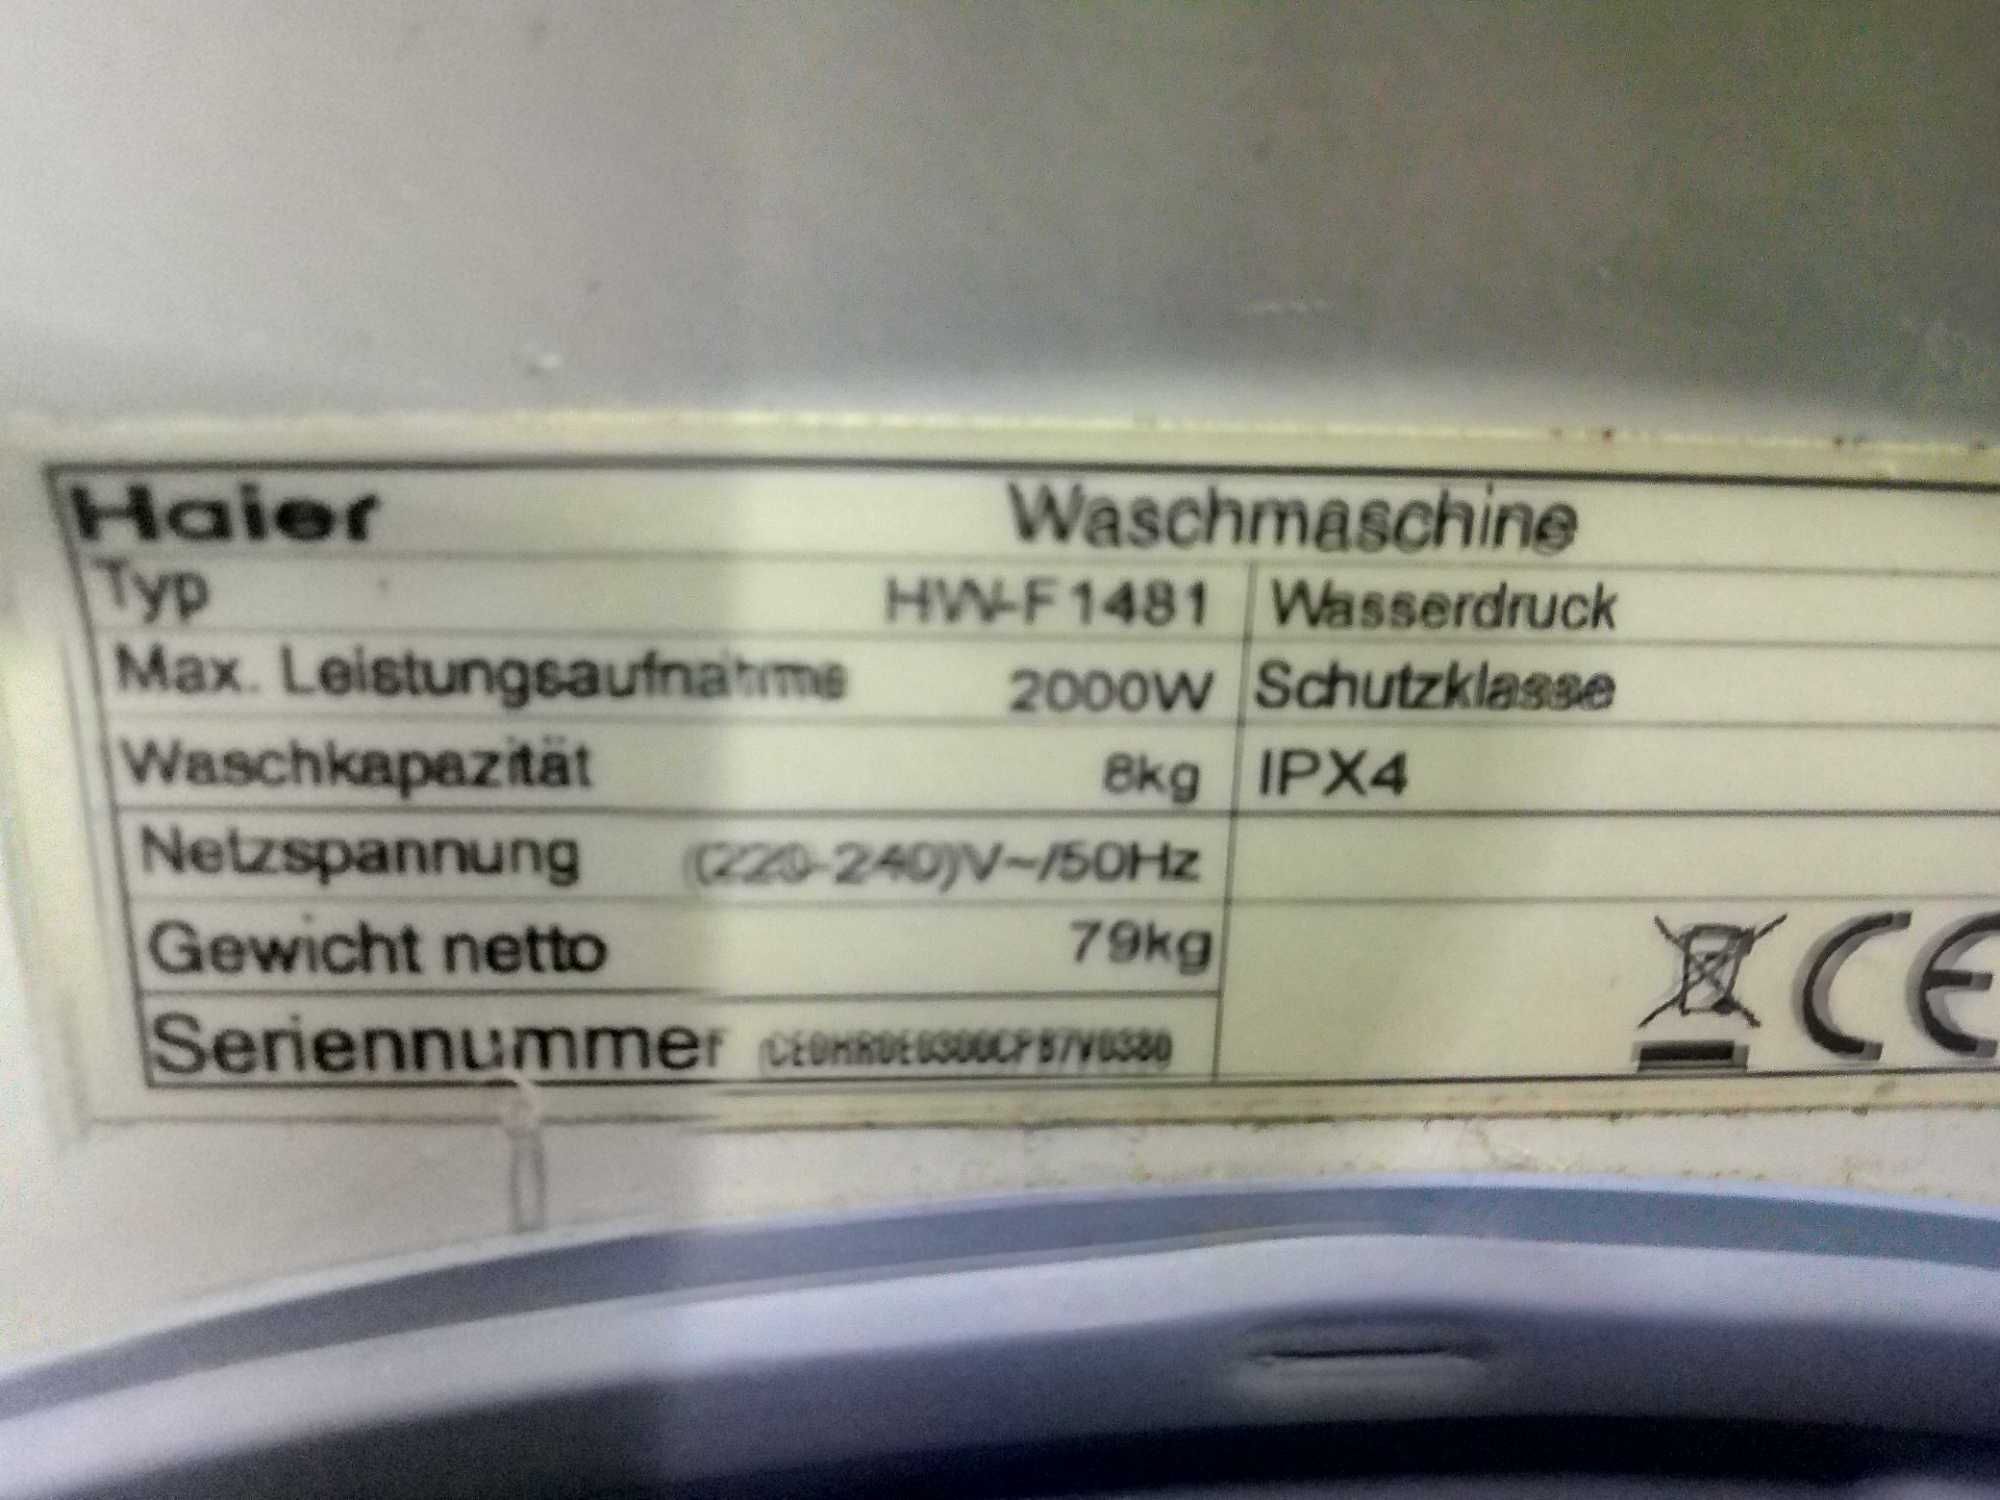 Haier Waschmaschine
Typ HW-F1481 Wasserdruck
Max. Leistungsaufnahme 2000W Schutzklasse
Waschkapazität 8kg IPX4
Netzspannung (220-240)V~/50Hz
Gewicht netto 79kg
CE
Seriennummer